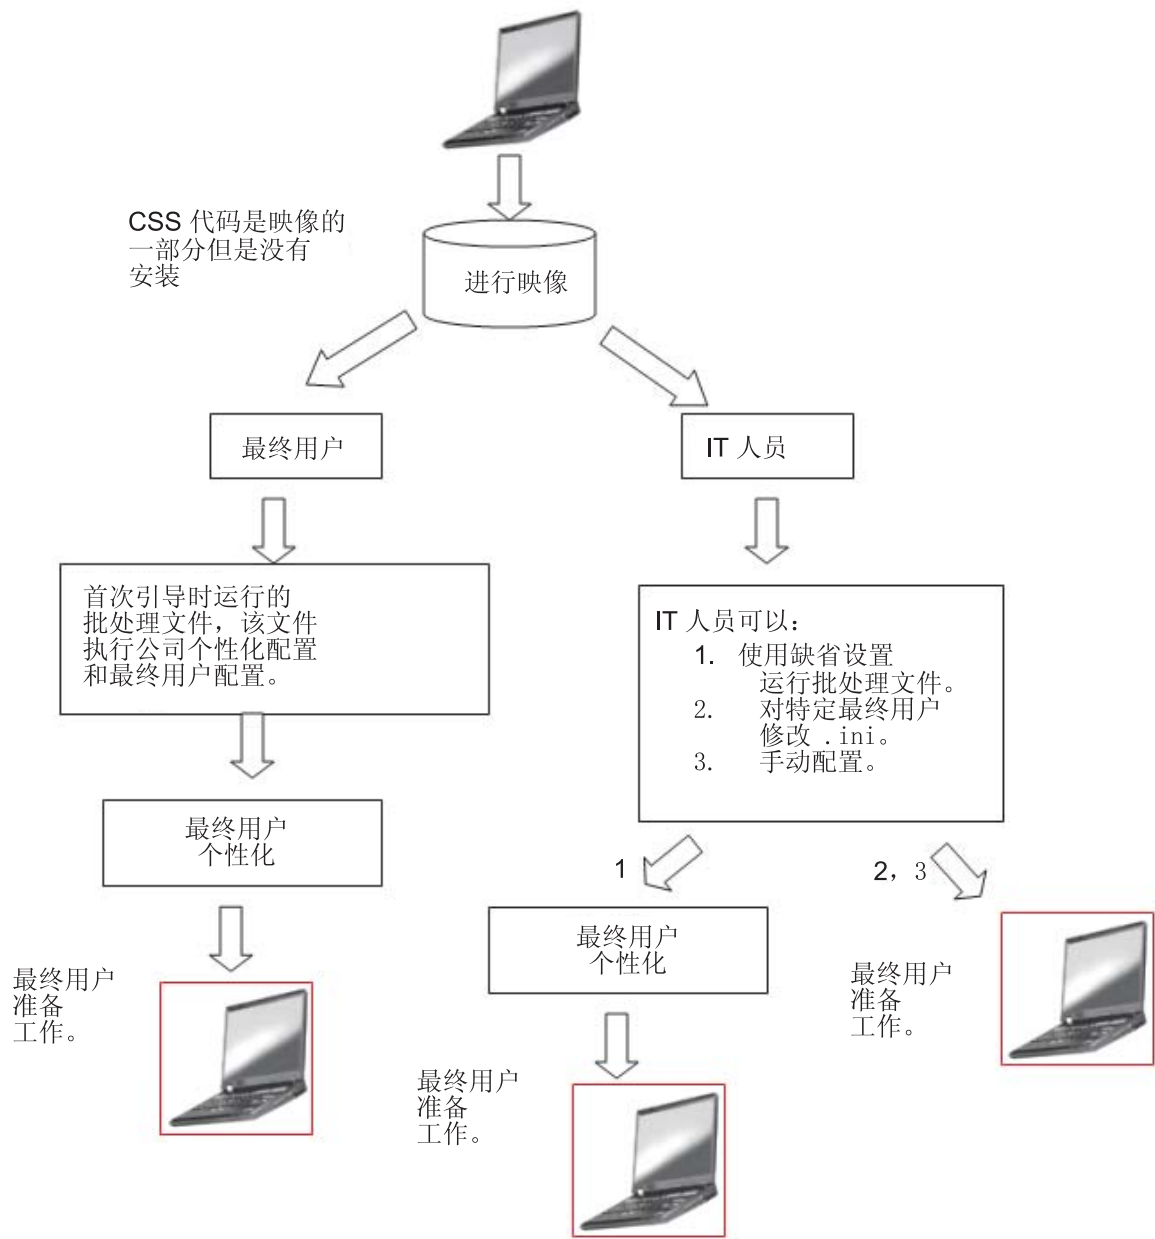 CSS 代码是映像的
一部分但是没有
安装
进行映像
最终用户
IT 人员
首次引导时运行的
批处理文件，该文件
执行公司个性化配置
和最终用户配置。
IT 人员可以：
1. 使用缺省设置
运行批处理文件。
2. 对特定最终用户
修改 .ini。
3. 手动配置。
最终用户
个性化
1
2，3
最终用户
个性化
最终用户
准备
工作。
最终用户
准备
工作。
最终用户
准备
工作。